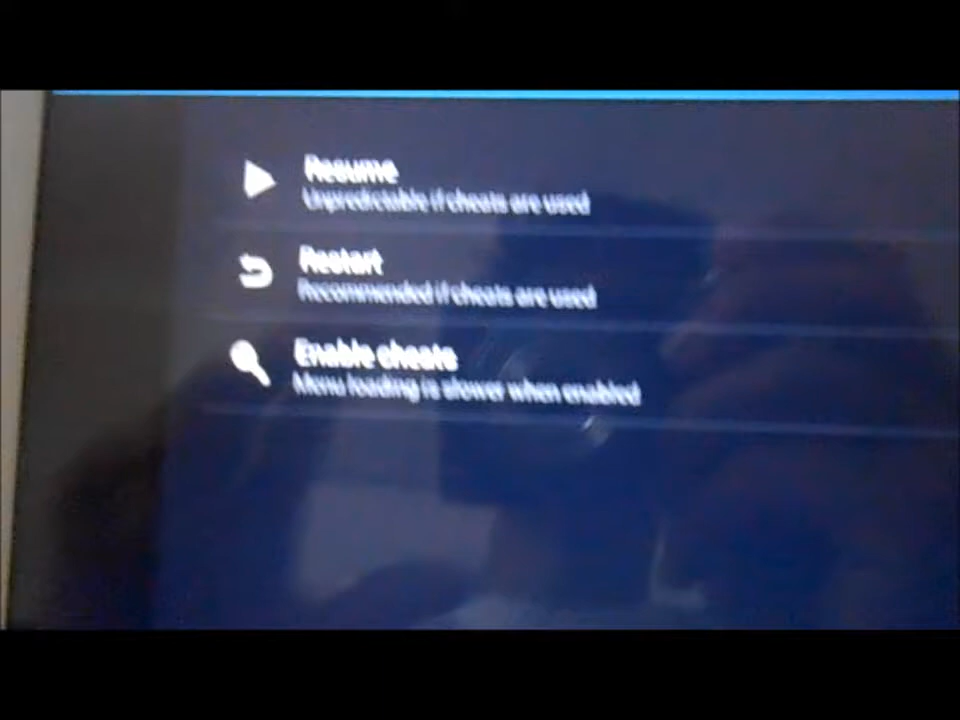 Resume
Unpredictable if cheats are used
Restart
Recommended if cheats are used
Enable cheats
Menu loading is slower when enabled